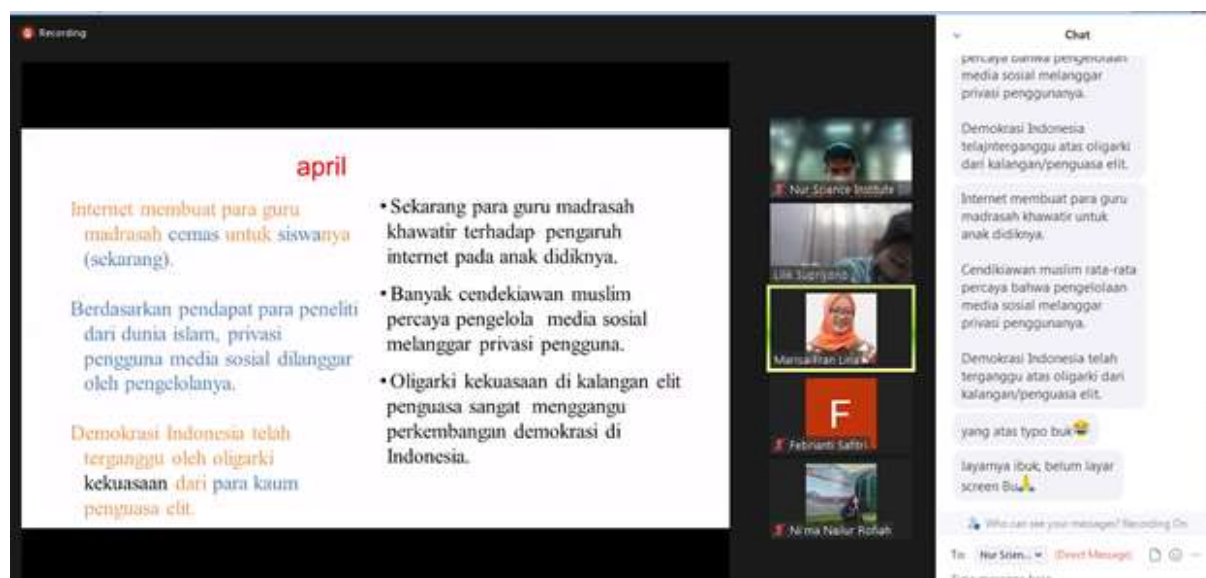 Recording
april
Internet membuat para guru
madrasah cemas untuk siswanya
(sekarang).
Berdasarkan pendapat para peneliti
dari dunia islam, privasi
pengguna media sosial dilanggar
oleh pengelolanya.
Demokrasi Indonesia telah
terganggu oleh oligarki
kekuasaan dari para kaum
penguasa elit.
• Sekarang para guru madrasah
khawatir terhadap pengaruh
internet pada anak didiknya.
• Banyak cendekiawan muslim
percaya pengelola media sosial
melanggar privasi pengguna.
• Oligarki kekuasaan di kalangan elit
penguasa sangat menggangu
perkembangan demokrasi di
Indonesia.
Nur Science Institute
Lilik Supriyono
Marisa Fran Lina
F
Febrianti Safitri
Ni'ma Nailur Rofiah
Chat
percaya bahwa pengelolaan
media sosial melanggar
privasi penggunanya.
Demokrasi Indonesia
telajnterganggu atas oligarki
dari kalangan/penguasa elit.
Internet membuat para guru
madrasah khawatir untuk
anak didiknya.
Cendikiawan muslim rata-rata
percaya bahwa pengelolaan
media sosial melanggar
privasi penggunanya.
Demokrasi Indonesia telah
terganggu atas oligarki dari
kalangan/penguasa elit.
yang atas typo buk
layarnya ibuk, belum layar
screen Bu
Who can see your messages? Recording On
To: Nur Scien... (Direct Message)